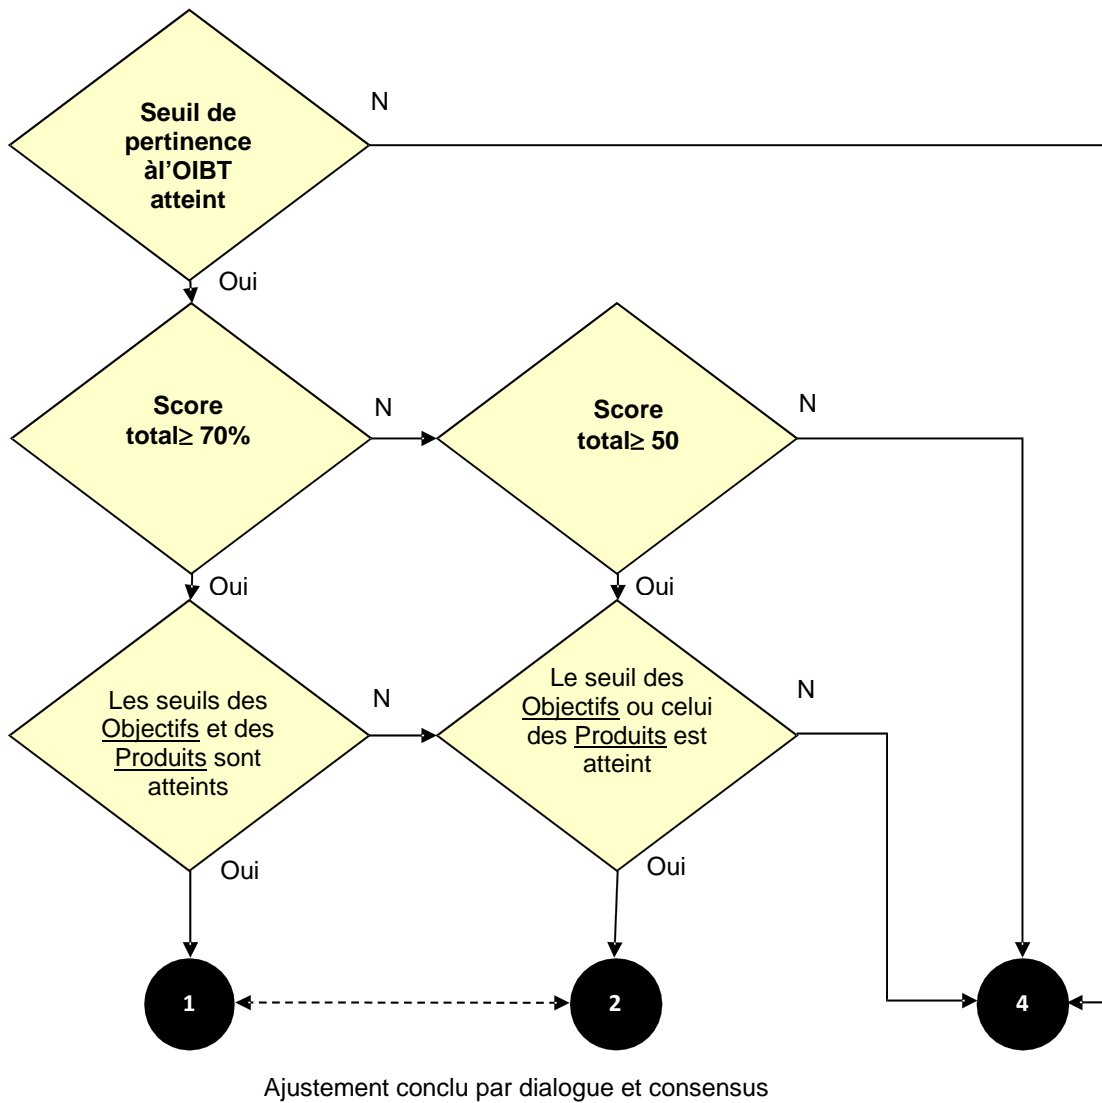 Seuil de
pertinence
àl'OIBT
atteint
N
Oui
Score
total≥ 70%
N
Score
total≥ 50
N
Oui
Oui
Les seuils des
Objectifs et des
Produits sont
atteints
N
Le seuil des
Objectifs ou celui
des Produits est
atteint
N
Oui
Oui
1
2
4
Ajustement conclu par dialogue et consensus